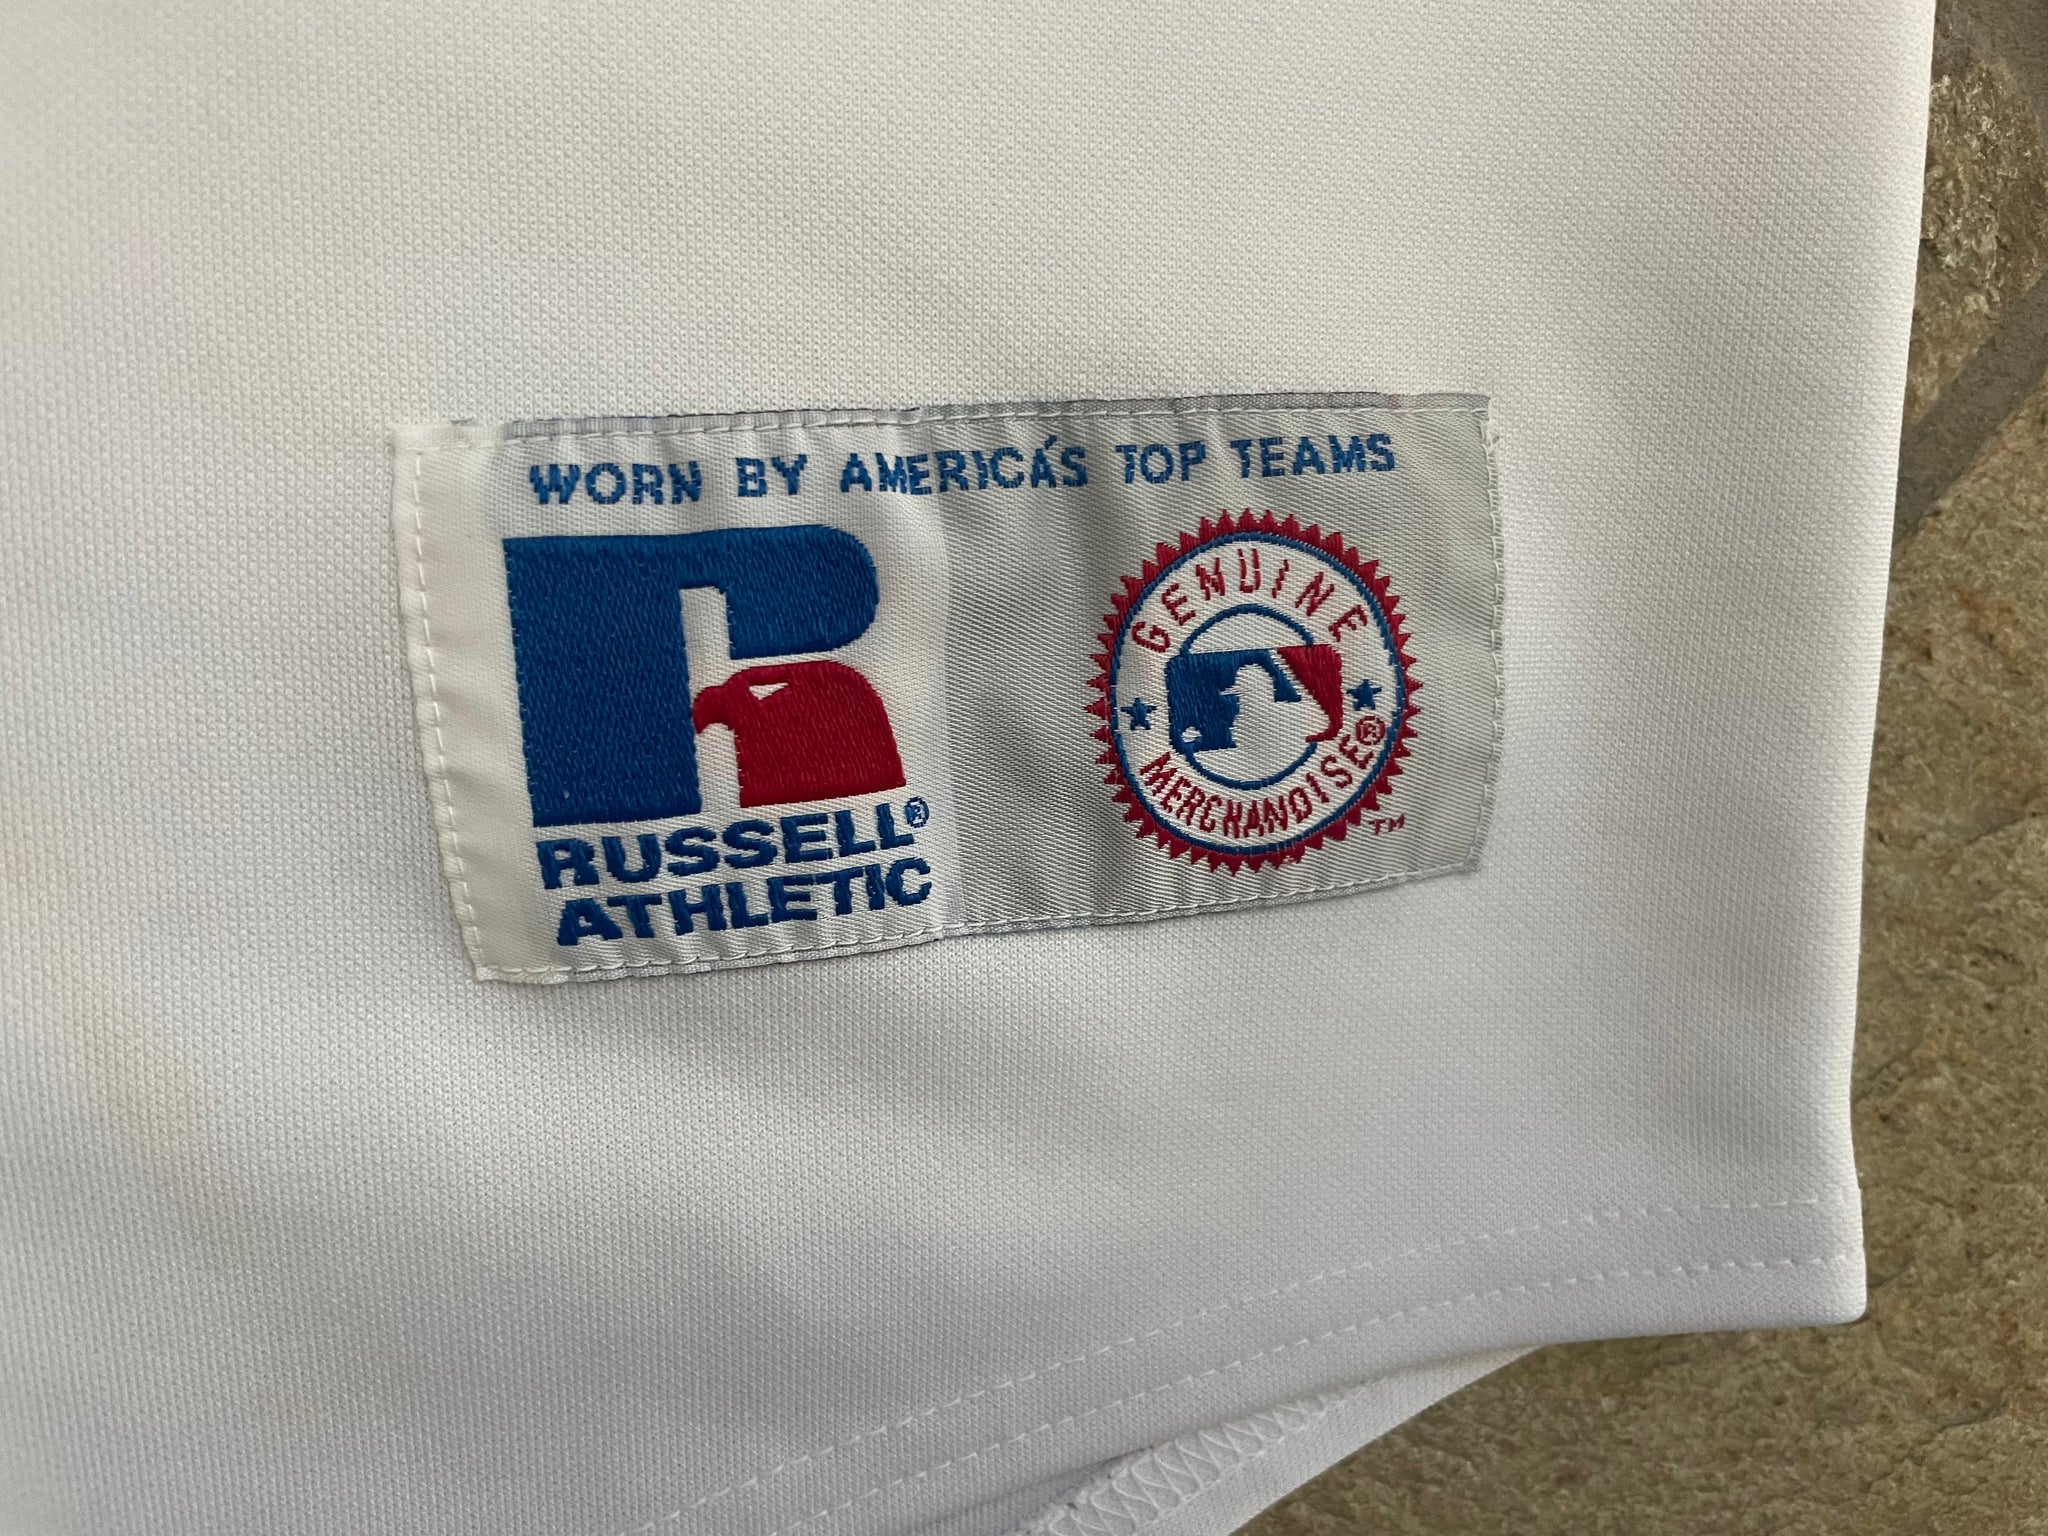 WORN BY AMERICA'S TOP TEAMS
RUSSELL®
ATHLETIC
GENUINE
MERCHANDISE®
TM